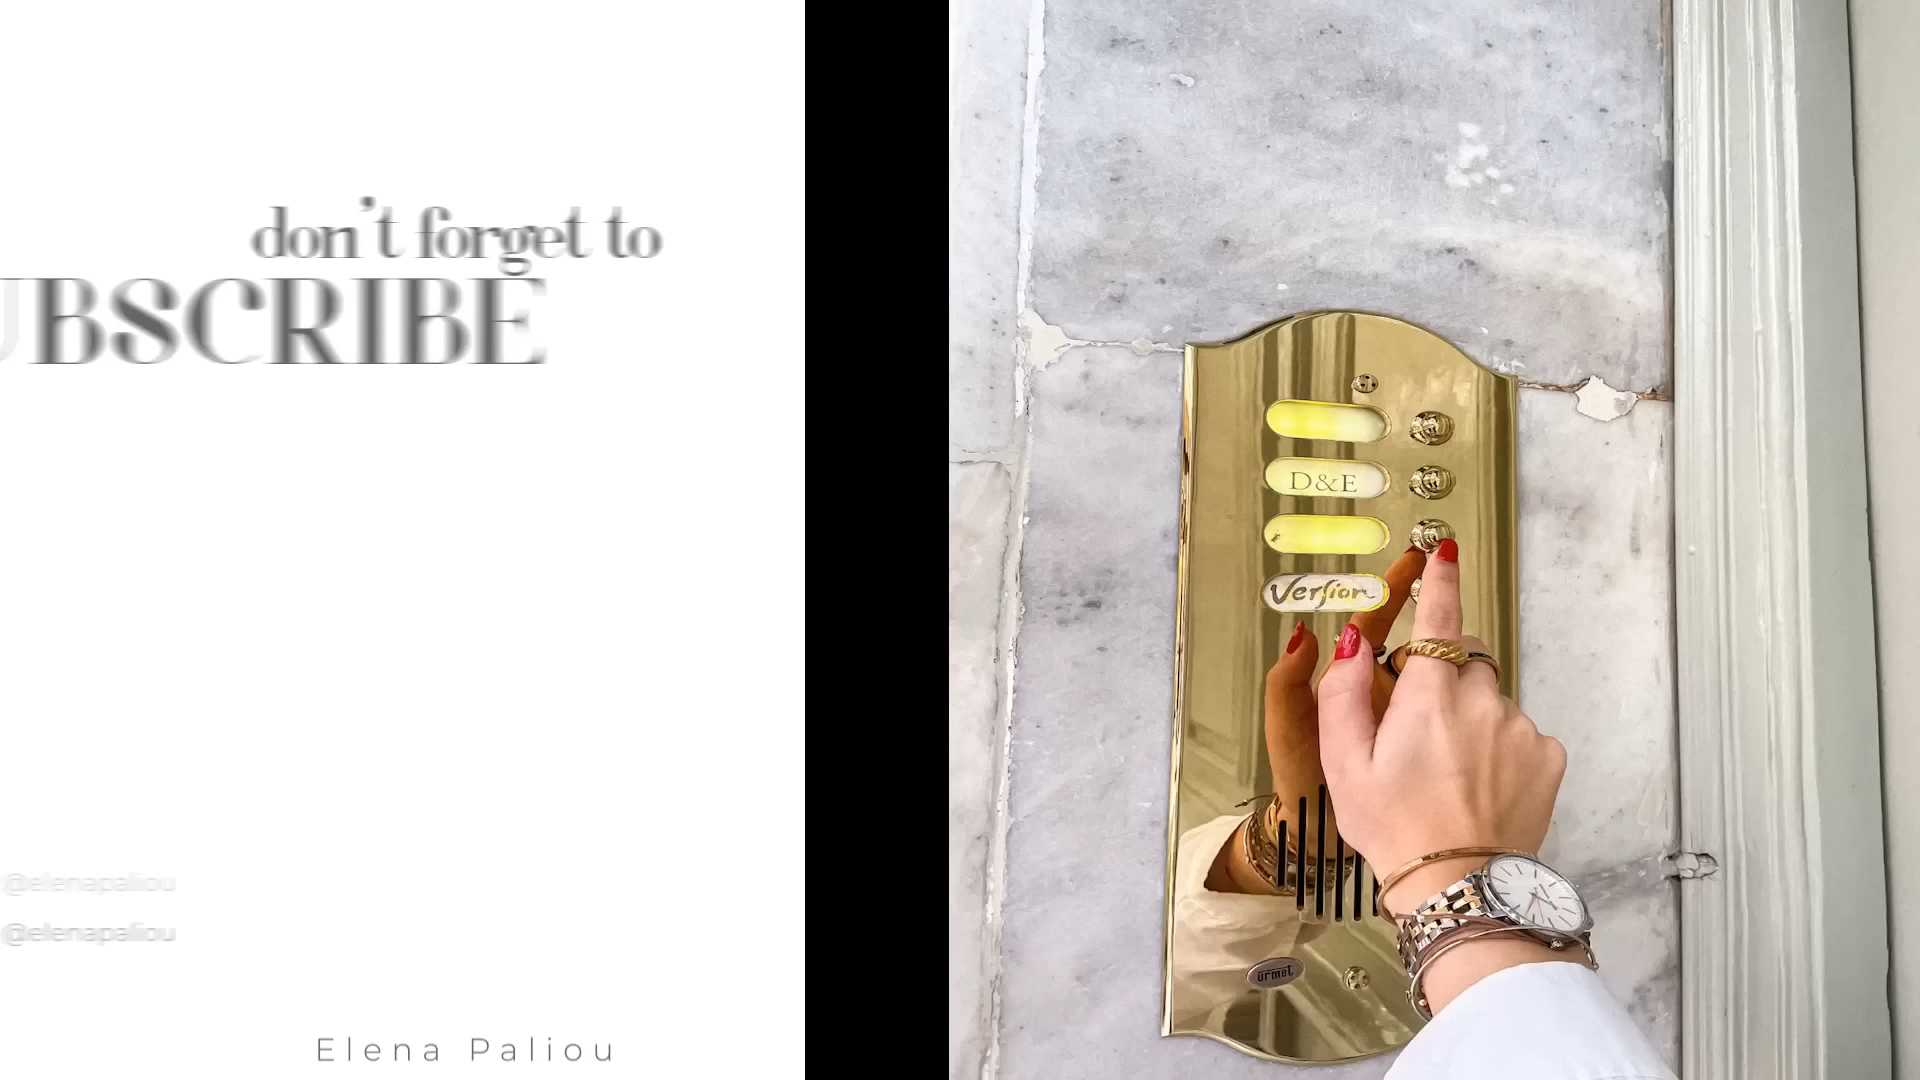 don't forget to
UBSCRIBE
@elenapaliou
@elenapaliou
Elena Paliou
D&E
Version
urmet